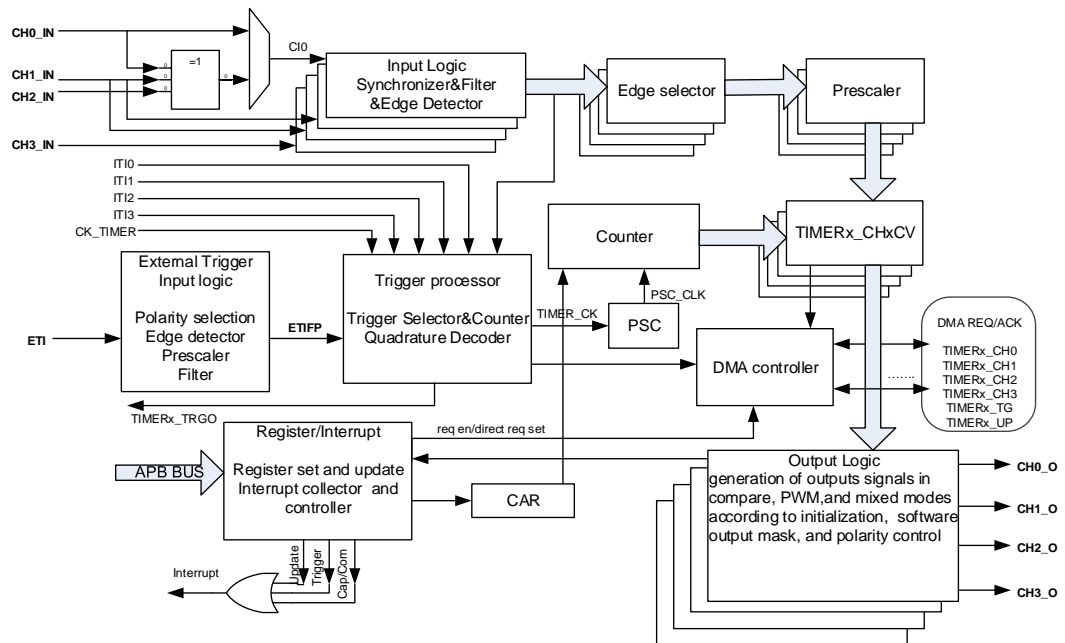 CH0_IN
CH1_IN
CH2_IN
CH3_IN
=1
CI0
Input Logic
Synchronizer&Filter
&Edge Detector
Edge selector
Prescaler
ITI0
ITI1
ITI2
ITI3
CK_TIMER
External Trigger
Input logic
Polarity selection
Edge detector
Prescaler
Filter
ETI
ETIFP
Trigger processor
Trigger Selector&Counter
Quadrature Decoder
TIMERx_TRGO
TIMER_CK
PSC
PSC_CLK
Counter
TIMERx_CHxCV
DMA controller
DMA REQ/ACK
TIMERx_CH0
TIMERx_CH1
TIMERx_CH2
TIMERx_CH3
TIMERx_TG
TIMERx_UP
.......
req en/direct req set
APB BUS
Register/Interrupt
Register set and update
Interrupt collector and
controller
CAR
Update
Trigger
Cap/Com
Interrupt
Output Logic
generation of outputs signals in
compare, PWM,and mixed modes
according to initialization, software
output mask, and polarity control
CH0_O
CH1_O
CH2_O
CH3_O